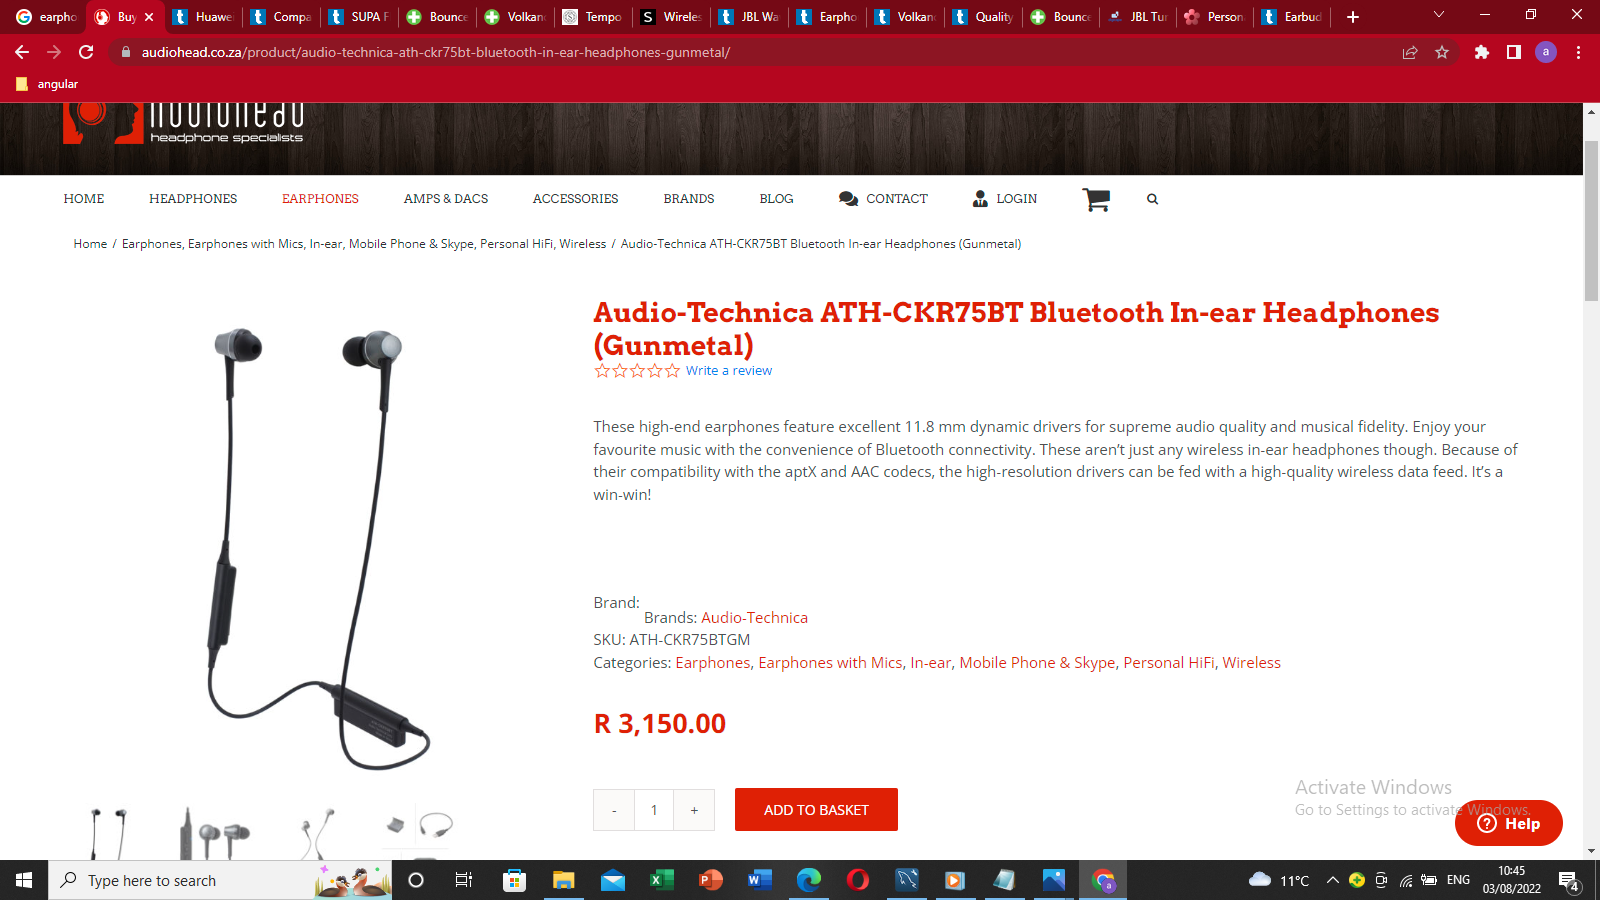 earpho
Buy
Huawe
Compa
SUPA F
Bounce
Volkano
Tempo
Wireles
JBL Wa
Earpho
Volkano
Quality
Bounce
JBL Tu
Person
Earbud
audiohead.co.za/product/audio-technica-ath-ckr75bt-bluetooth-in-ear-headphones-gunmetal/
a
angular
AUDIOHEAD
headphone specialists
HOME HEADPHONES EARPHONES AMPS & DACS ACCESSORIES BRANDS BLOG CONTACT LOGIN
Home / Earphones, Earphones with Mics, In-ear, Mobile Phone & Skype, Personal HiFi, Wireless / Audio-Technica ATH-CKR75BT Bluetooth In-ear Headphones (Gunmetal)
Audio-Technica ATH-CKR75BT Bluetooth In-ear Headphones
(Gunmetal)
Write a review
These high-end earphones feature excellent 11.8 mm dynamic drivers for supreme audio quality and musical fidelity. Enjoy your
favourite music with the convenience of Bluetooth connectivity. These aren’t just any wireless in-ear headphones though. Because of
their compatibility with the aptX and AAC codecs, the high-resolution drivers can be fed with a high-quality wireless data feed. It’s a
win-win!
Brand:
Brands: Audio-Technica
SKU: ATH-CKR75BTGM
Categories: Earphones, Earphones with Mics, In-ear, Mobile Phone & Skype, Personal HiFi, Wireless
R 3,150.00
- 1 + ADD TO BASKET
Activate Windows
Go to Settings to activate Windows.
Help
Type here to search
11°C
ENG
10:45
03/08/2022
4